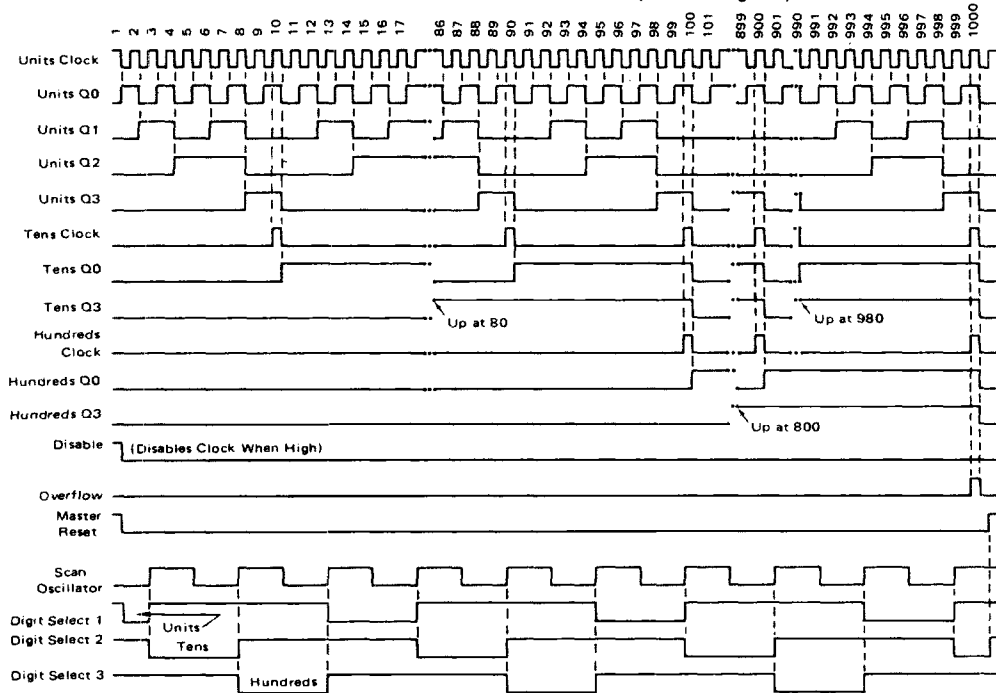 1 2 3 4 5 6 7 8 9 10 11 12 13 14 15 16 17 86 87 88 89 90 91 92 93 94 95 96 97 98 99 100 101 899 900 901 990 991 992 993 994 995 996 997 998 999 1000
Units Clock
Units Q0
Units Q1
Units Q2
Units Q3
Tens Clock
Tens Q0
Tens Q3
Up at 80
Up at 980
Hundreds
Clock
Hundreds Q0
Hundreds Q3
Up at 800
Disable
(Disables Clock When High)
Overflow
Master
Reset
Scan
Oscillator
Digit Select 1
Units
Digit Select 2
Tens
Digit Select 3
Hundreds